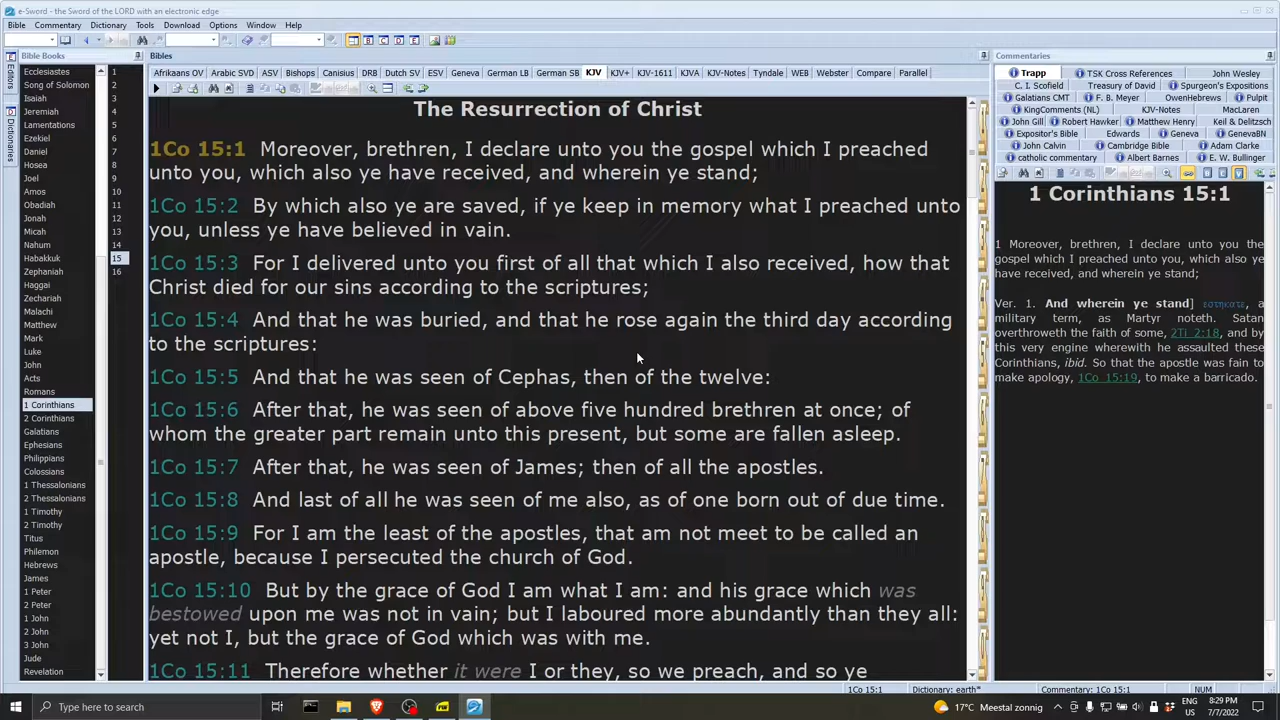 e-Sword - the Sword of the LORD with an electronic edge
Bible Commentary Dictionary Tools Download Options Window Help
B C D E
Bible Books
Ecclesiastes
Song of Solomon
Isaiah
Jeremiah
Lamentations
Ezekiel
Daniel
Hosea
Joel
Amos
Obadiah
Jonah
Micah
Nahum
Habakkuk
Zephaniah
Haggai
Zechariah
Malachi
Matthew
Mark
Luke
John
Acts
Romans
1 Corinthians
2 Corinthians
Galatians
Ephesians
Philippians
Colossians
1 Thessalonians
2 Thessalonians
1 Timothy
2 Timothy
Titus
Philemon
Hebrews
James
1 Peter
2 Peter
1 John
2 John
3 John
Jude
Revelation
1
2
3
4
5
6
7
8
9
10
11
12
13
14
15
16
Editors
Dictionaries
Bibles
Afrikaans OV Arabic SVD ASV Bishops Canisius DRB Dutch SV ESV Geneva German LB German SB KJV KJV+ KJV-1611 KJVA KJV-Notes Tyndale WEB Webster Compare Parallel
The Resurrection of Christ
1Co 15:1 Moreover, brethren, I declare unto you the gospel which I preached
unto you, which also ye have received, and wherein ye stand;
1Co 15:2 By which also ye are saved, if ye keep in memory what I preached unto
you, unless ye have believed in vain.
1Co 15:3 For I delivered unto you first of all that which I also received, how that
Christ died for our sins according to the scriptures;
1Co 15:4 And that he was buried, and that he rose again the third day according
to the scriptures:
1Co 15:5 And that he was seen of Cephas, then of the twelve:
1Co 15:6 After that, he was seen of above five hundred brethren at once; of
whom the greater part remain unto this present, but some are fallen asleep.
1Co 15:7 After that, he was seen of James; then of all the apostles.
1Co 15:8 And last of all he was seen of me also, as of one born out of due time.
1Co 15:9 For I am the least of the apostles, that am not meet to be called an
apostle, because I persecuted the church of God.
1Co 15:10 But by the grace of God I am what I am: and his grace which was
bestowed upon me was not in vain; but I laboured more abundantly than they all:
yet not I, but the grace of God which was with me.
1Co 15:11 Therefore whether it were I or they, so we preach, and so ye
Commentaries
Trapp TSK Cross References John Wesley
C. I. Scofield Treasury of David Spurgeon's Expositions
Galatians CMT F. B. Meyer OwenHebrews Pulpit
KingComments (NL) KJV-Notes MacLaren
John Gill Robert Hawker Matthew Henry Keil & Delitzsch
Expositor's Bible Edwards Geneva GenevaBN
John Calvin Cambridge Bible Adam Clarke
catholic commentary Albert Barnes E. W. Bullinger
1 Corinthians 15:1
1 Moreover, brethren, I declare unto you the
gospel which I preached unto you, which also ye
have received, and wherein ye stand;
Ver. 1. And wherein ye stand] εστηκατε, a
military term, as Martyr noteth. Satan
overthroweth the faith of some, 2Ti_2:18, and by
this very engine wherewith he assaulted these
Corinthians, ibid. So that the apostle was fain to
make apology, 1Co_15:19, to make a barricado.
1Co 15:1 Dictionary: earth* Commentary: 1Co 15:1 NUM
Type here to search
17°C Meestal zonnig
ENG
US
8:29 PM
7/7/2022